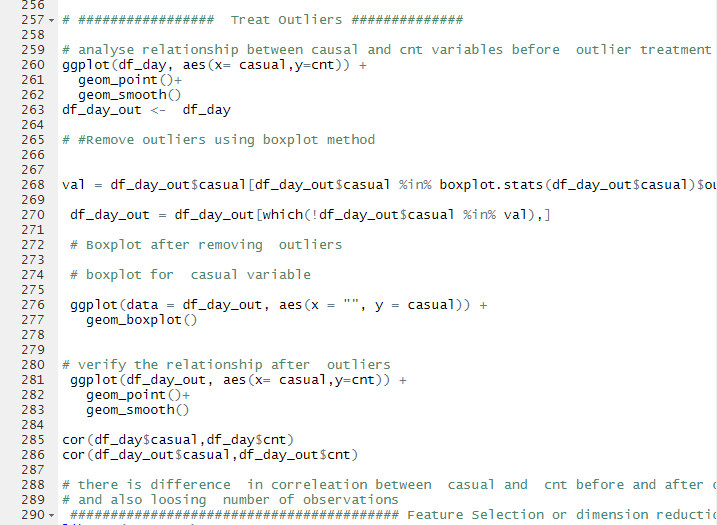 256
257 # ################  Treat Outliers #############
258
259 # analyse relationship between causal and cnt variables before  outlier treatment
260 ggplot(df_day, aes(x= casual,y=cnt)) +
261   geom_point()+
262   geom_smooth()
263 df_day_out <-  df_day
264
265 # #Remove outliers using boxplot method
266
267
268 val = df_day_out$casual[df_day_out$casual %in% boxplot.stats(df_day_out$casual)$ou
269
270  df_day_out = df_day_out[which(!df_day_out$casual %in% val),]
271
272  # Boxplot after removing  outliers
273
274  # boxplot for  casual variable
275
276  ggplot(data = df_day_out, aes(x = "", y = casual)) +
277    geom_boxplot()
278
279
280 # verify the relationship after  outliers
281  ggplot(df_day_out, aes(x= casual,y=cnt)) +
282    geom_point()+
283    geom_smooth()
284
285 cor(df_day$casual,df_day$cnt)
286 cor(df_day_out$casual,df_day_out$cnt)
287
288 # there is difference  in correleation between  casual and  cnt before and after
289 # and also loosing  number of observations
290  ####################################### Feature Selection or dimension reducti